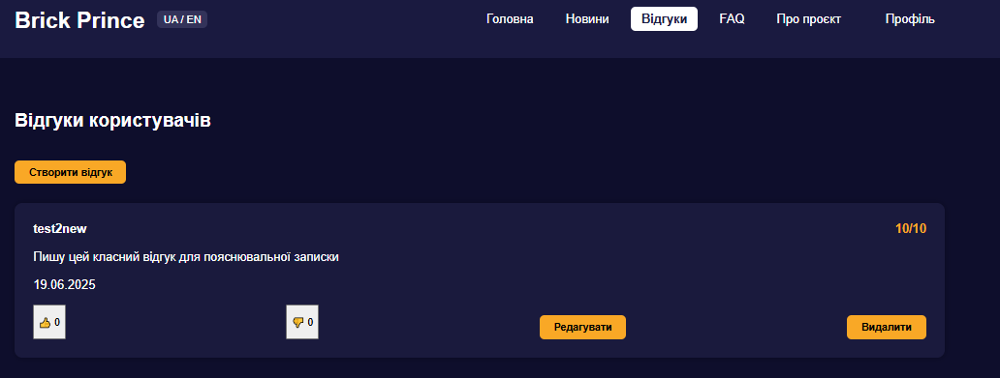 Brick Prince UA / EN Головна Новини Відгуки FAQ Про проєкт Профіль
Відгуки користувачів
Створити відгук
test2new 10/10
Пишу цей класний відгук для пояснювальної записки
19.06.2025
👍 0 👎 0 Редагувати Видалити